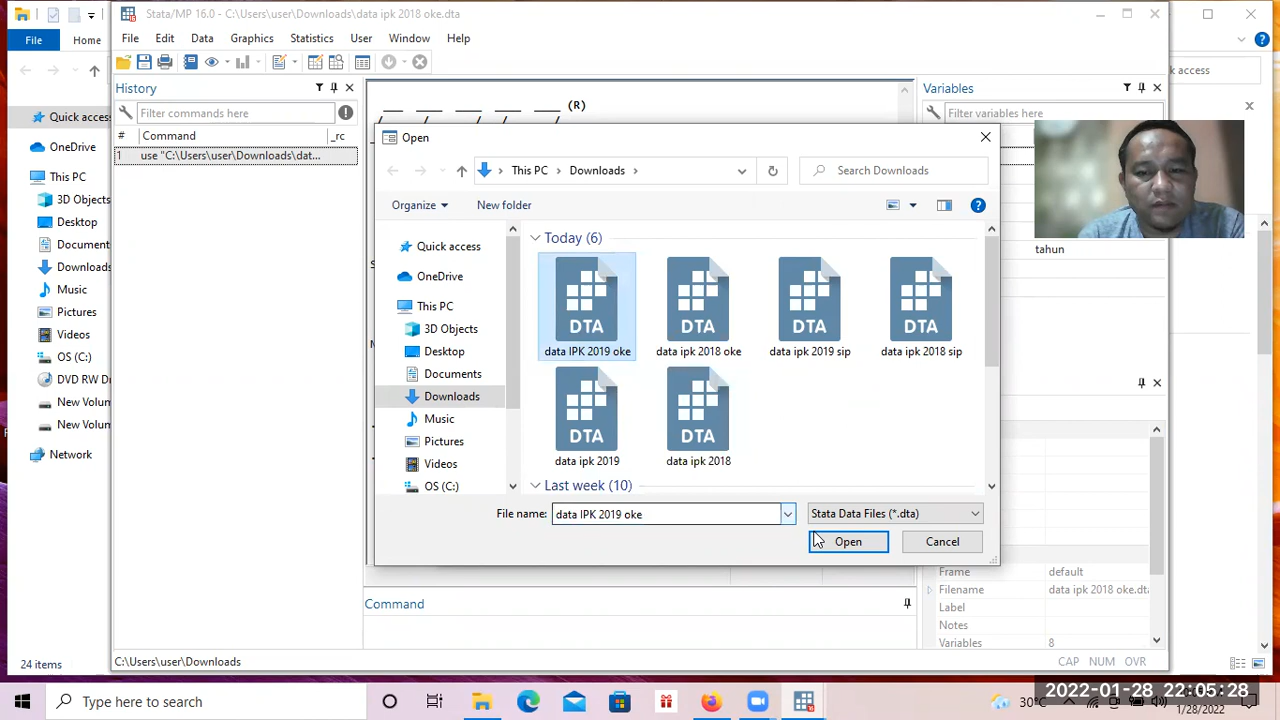 Stata/MP 16.0 - C:\Users\user\Downloads\data ipk 2018 oke.dta
File
Home
File Edit Data Graphics Statistics User Window Help
ck access
History
Filter commands here
# Command _rc
1 use "C:\Users\user\Downloads\dat...
(R)
Variables
Filter variables here
tahun
Quick access
OneDrive
This PC
3D Objects
Desktop
Document
Downloads
Music
Pictures
Videos
OS (C:)
DVD RW D
New Volum
New Volum
Network
24 items
Open
This PC > Downloads >
Search Downloads
Organize
New folder
Quick access
OneDrive
This PC
3D Objects
Desktop
Documents
Downloads
Music
Pictures
Videos
OS (C:)
Today (6)
DTA
data IPK 2019 oke
DTA
data ipk 2018 oke
DTA
data ipk 2019 sip
DTA
data ipk 2018 sip
DTA
data ipk 2019
DTA
data ipk 2018
Last week (10)
File name: data IPK 2019 oke
Stata Data Files (*.dta)
Open
Cancel
Command
Frame default
Filename data ipk 2018 oke.dta
Label
Notes
Variables 8
C:\Users\user\Downloads
CAP NUM OVR
Type here to search
30°C
2022-01-28 22:05:28
1/28/2022